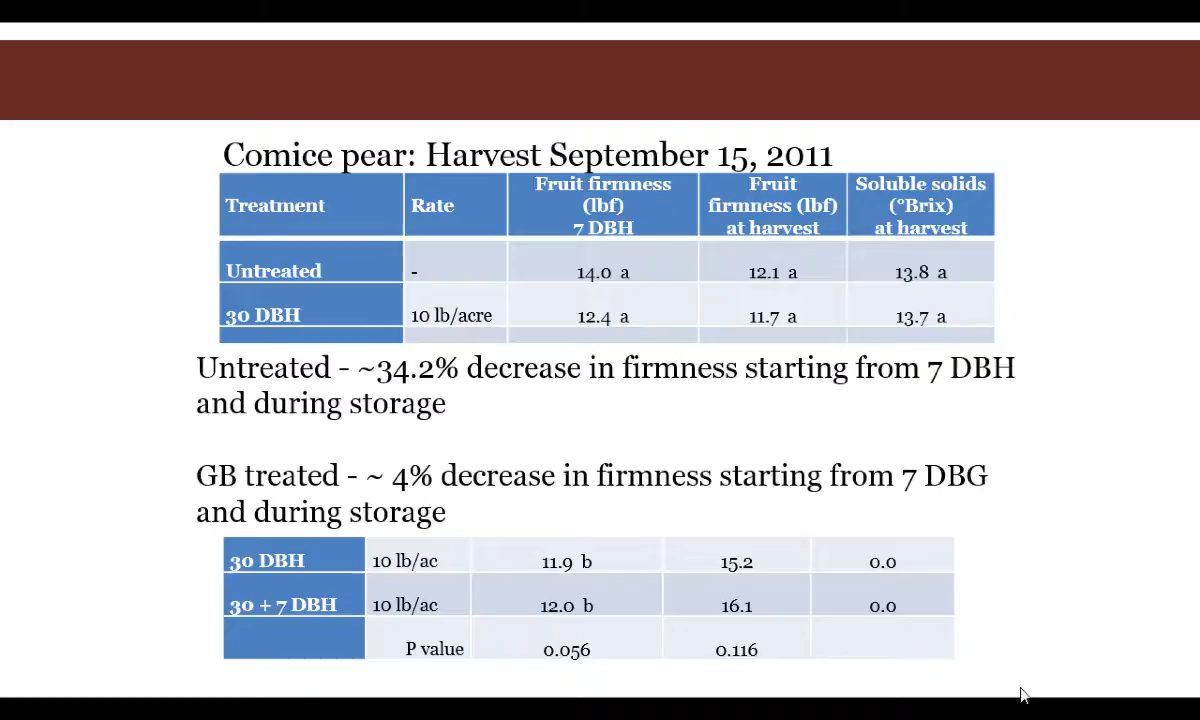 Comice pear: Harvest September 15, 2011
Treatment Rate Fruit firmness (lbf) 7 DBH Fruit firmness (lbf) at harvest Soluble solids (°Brix) at harvest
Untreated - 14.0 a 12.1 a 13.8 a
30 DBH 10 lb/acre 12.4 a 11.7 a 13.7 a
Untreated - ~34.2% decrease in firmness starting from 7 DBH
and during storage
GB treated - ~ 4% decrease in firmness starting from 7 DBG
and during storage
30 DBH 10 lb/ac 11.9 b 15.2 0.0
30 + 7 DBH 10 lb/ac 12.0 b 16.1 0.0
P value 0.056 0.116